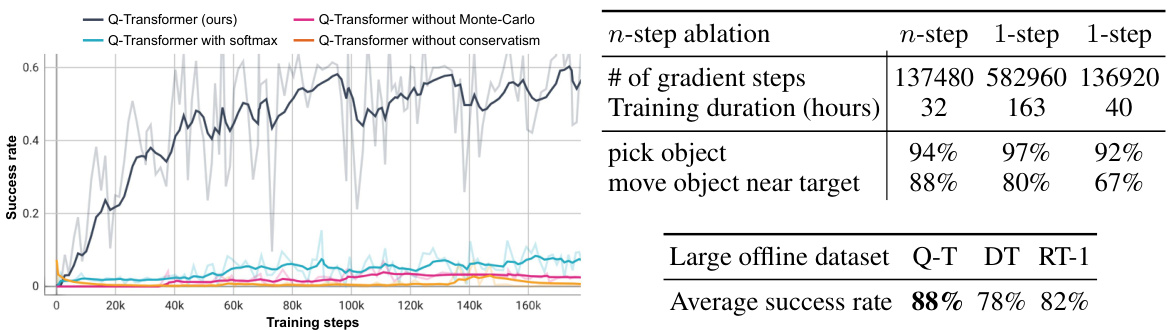 Q-Transformer (ours)
Q-Transformer without Monte-Carlo
Q-Transformer with softmax
Q-Transformer without conservatism
Success rate
0.6
0.4
0.2
0
0 20k 40k 60k 80k 100k 120k 140k 160k
Training steps
n-step ablation n-step 1-step 1-step
# of gradient steps 137480 582960 136920
Training duration (hours) 32 163 40
pick object 94% 97% 92%
move object near target 88% 80% 67%
Large offline dataset Q-T DT RT-1
Average success rate 88% 78% 82%